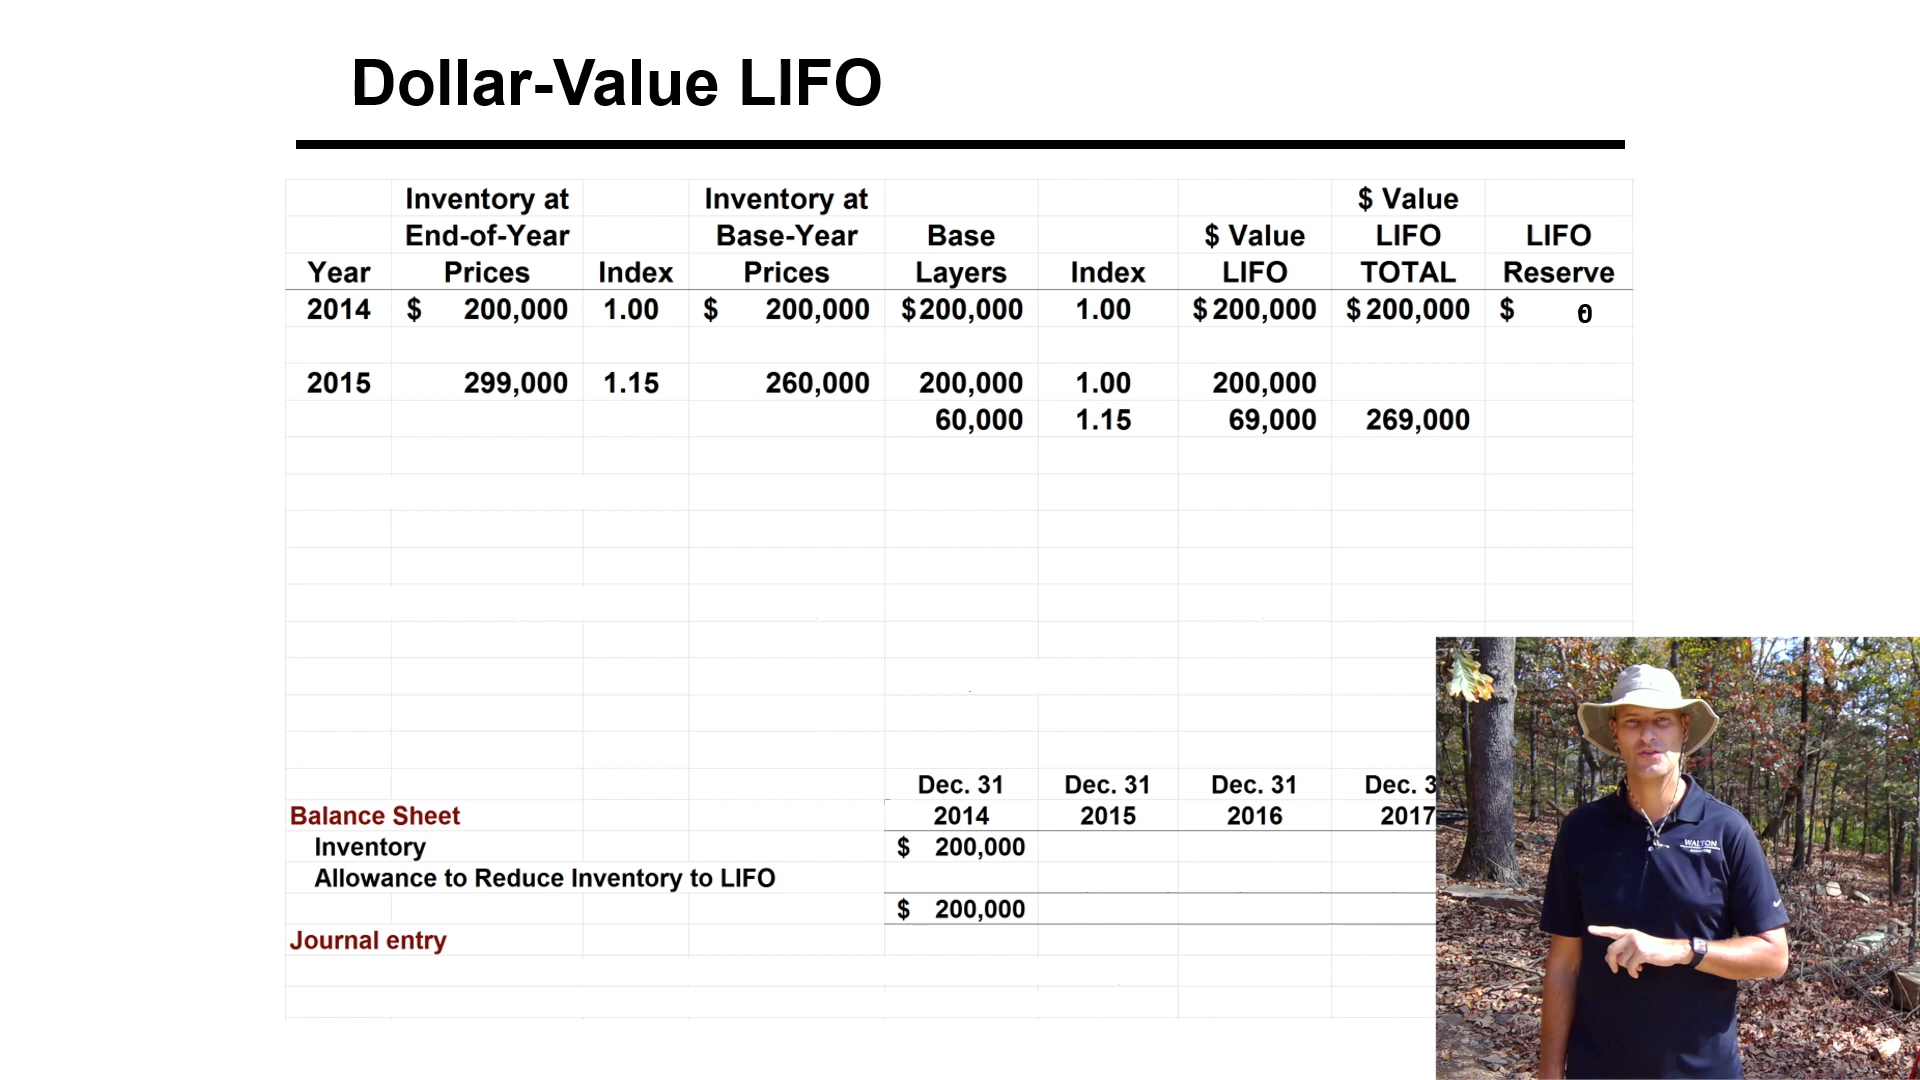 Dollar-Value LIFO
Inventory at Inventory at $ Value
End-of-Year Base-Year Base $ Value LIFO LIFO
Year Prices Index Prices Layers Index LIFO TOTAL Reserve
2014 $ 200,000 1.00 $ 200,000 $200,000 1.00 $200,000 $200,000 $ 0
2015 299,000 1.15 260,000 200,000 1.00 200,000
60,000 1.15 69,000 269,000
Dec. 31 Dec. 31 Dec. 31 Dec. 3
Balance Sheet 2014 2015 2016 2017
Inventory $ 200,000
Allowance to Reduce Inventory to LIFO
$ 200,000
Journal entry
WALTON